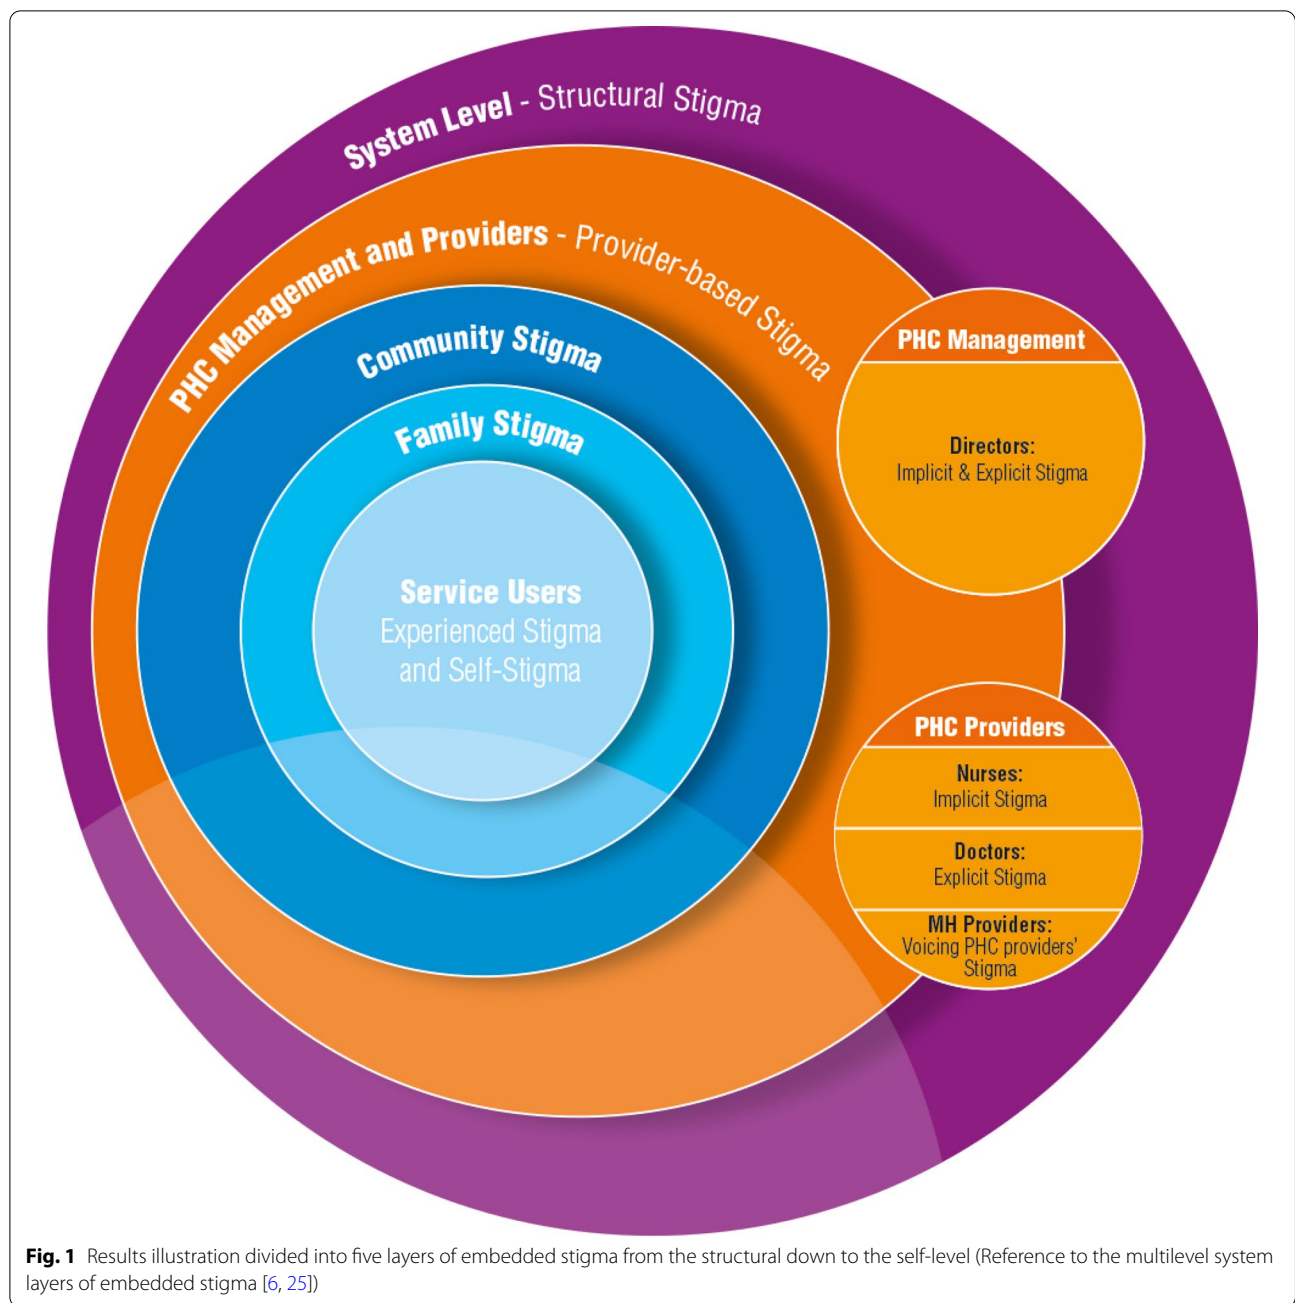 System Level - Structural Stigma
PHC Management and Providers - Provider-based Stigma
Community Stigma
Family Stigma
Service Users
Experienced Stigma
and Self-Stigma
PHC Management
Directors:
Implicit & Explicit Stigma
PHC Providers
Nurses:
Implicit Stigma
Doctors:
Explicit Stigma
MH Providers:
Voicing PHC providers'
Stigma
Fig. 1 Results illustration divided into five layers of embedded stigma from the structural down to the self-level (Reference to the multilevel system
layers of embedded stigma [6, 25])